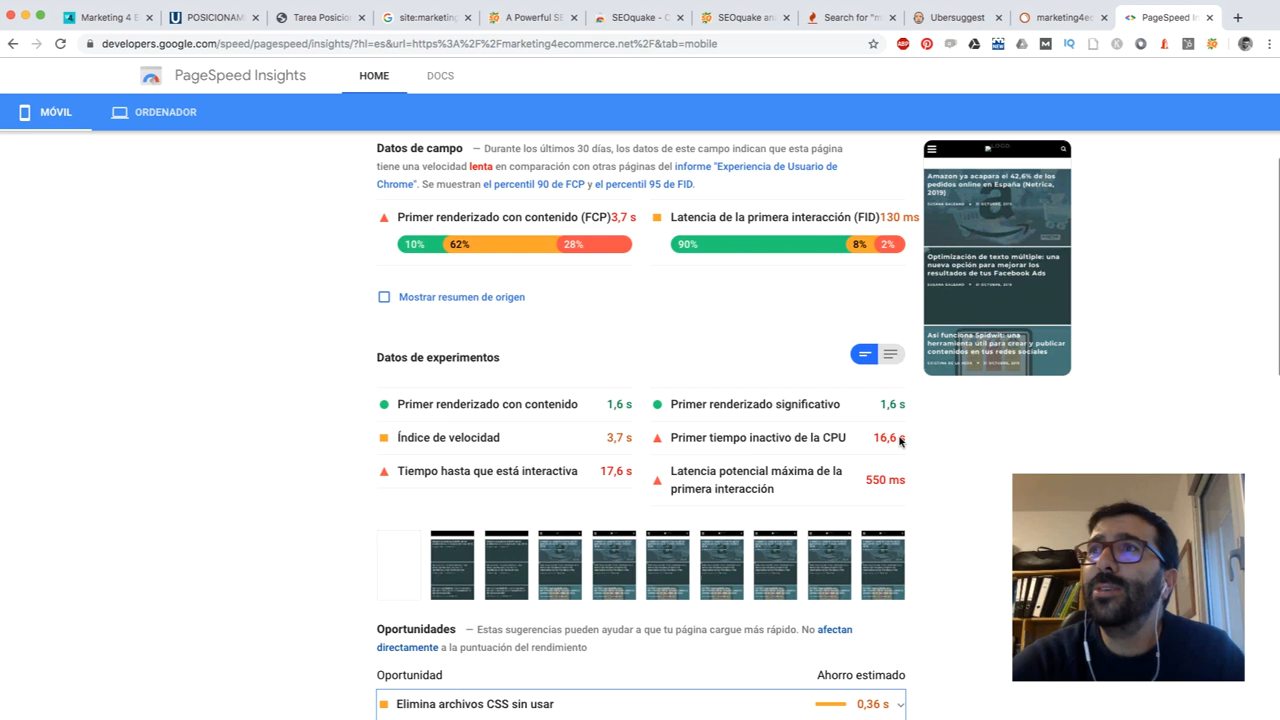 Marketing 4 E
POSICIONAM
Tarea Posicion
site:marketing
A Powerful SE
SEOquake - C
SEOquake and
Search for "m
Ubersuggest
marketing4ec
PageSpeed In
developers.google.com/speed/pagespeed/insights/?hl=es&url=https%3A%2F%2Fmarketing4ecommerce.net%2F&tab=mobile
PageSpeed Insights
HOME
DOCS
MÓVIL
ORDENADOR
Datos de campo — Durante los últimos 30 días, los datos de este campo indican que esta página
tiene una velocidad lenta en comparación con otras páginas del informe "Experiencia de Usuario de
Chrome". Se muestran el percentil 90 de FCP y el percentil 95 de FID.
Primer renderizado con contenido (FCP)3,7 s
Latencia de la primera interacción (FID)130 ms
10%
62%
28%
90%
8%
2%
Mostrar resumen de origen
Datos de experimentos
Primer renderizado con contenido 1,6 s
Primer renderizado significativo 1,6 s
Índice de velocidad 3,7 s
Primer tiempo inactivo de la CPU 16,6 s
Tiempo hasta que está interactiva 17,6 s
Latencia potencial máxima de la
primera interacción
550 ms
Oportunidades — Estas sugerencias pueden ayudar a que tu página cargue más rápido. No afectan
directamente a la puntuación del rendimiento
Oportunidad
Ahorro estimado
Elimina archivos CSS sin usar
0,36 s
LOGO
Amazon ya acapara el 42,6% de los
pedidos online en España (Netrica,
2019)
Optimización de texto múltiple: una
nueva opción para mejorar los
resultados de tus Facebook Ads
Así funciona Spidwit: una
herramienta útil para crear y publicar
contenidos en tus redes sociales